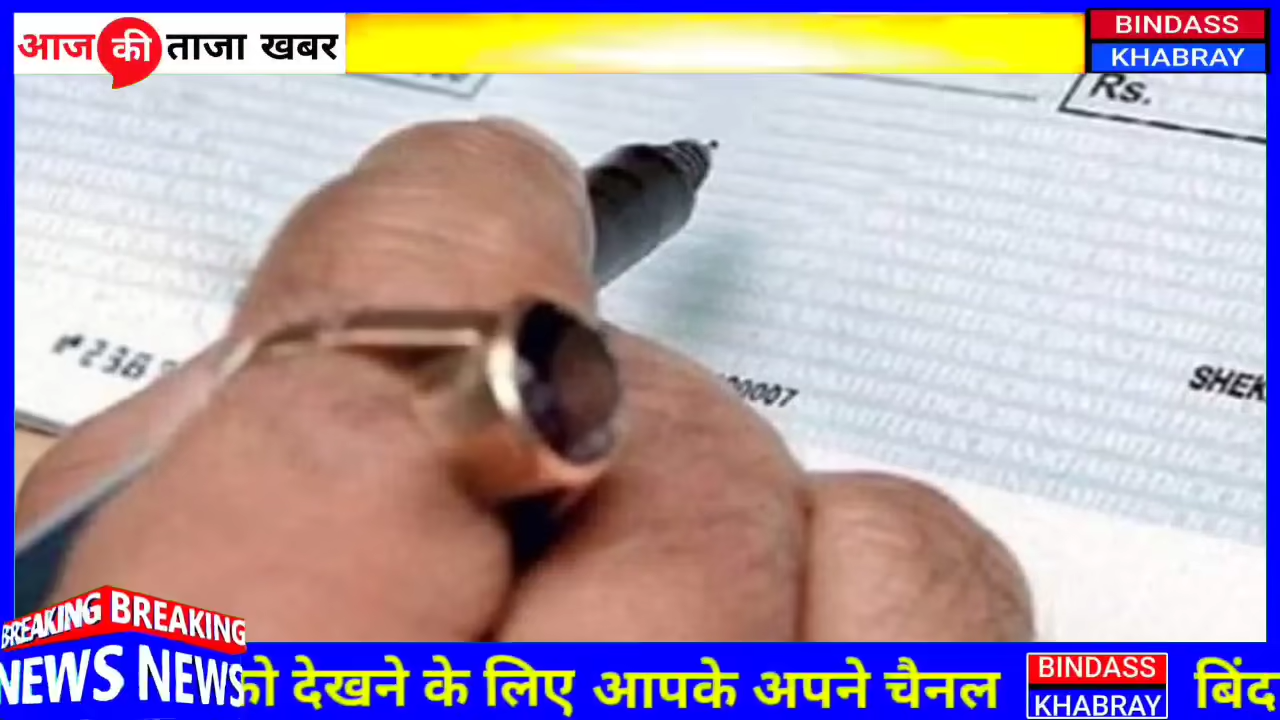 आज की ताजा खबर
BINDASS
KHABRAY
Rs.
SHEK
BREAKING BREAKING
NEWS NEWS
को देखने के लिए आपके अपने चैनल
BINDASS
KHABRAY
बिंद